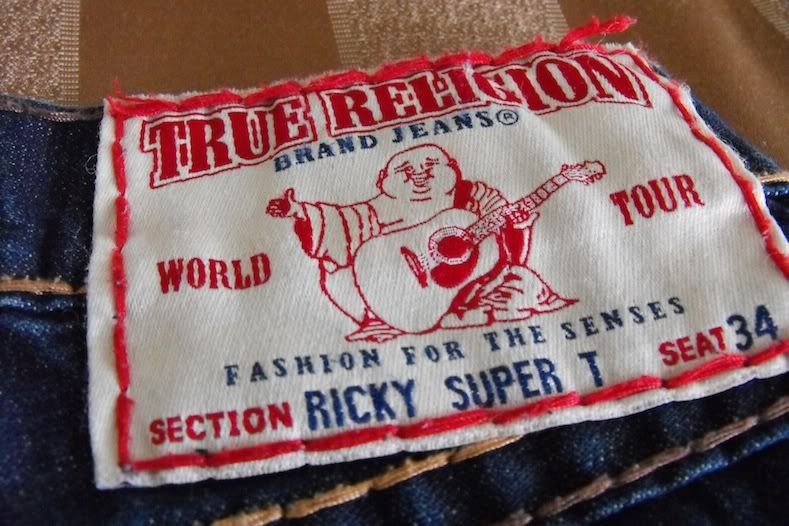 TRUE RELIGION
BRAND JEANS®
WORLD TOUR
FASHION FOR THE SENSES
SECTION RICKY SUPER T SEAT 34